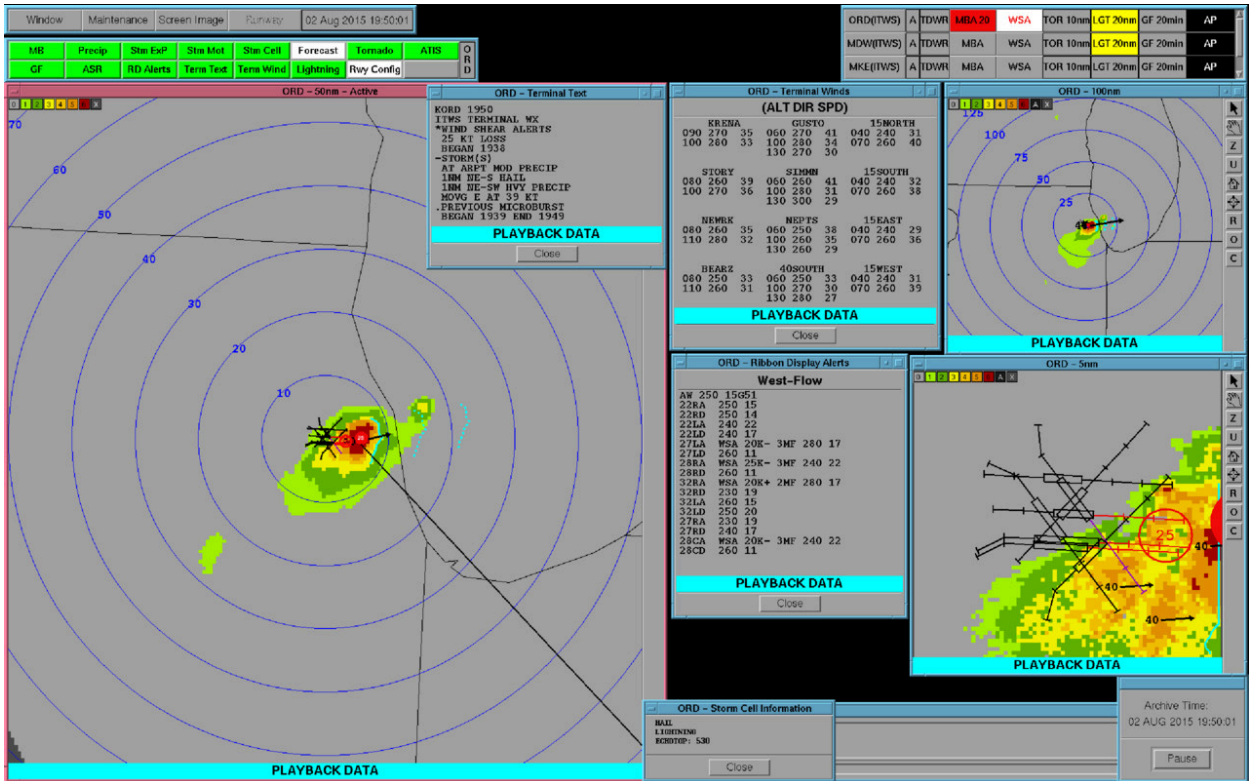 Window Maintenance Screen Image Runway 02 Aug 2015 19:50:01
MB Precip Stm ExP Stm Mot Stm Cell Forecast Tornado ATIS
GF ASR RD Alerts Term Text Term Wind Lightning Rwy Config
ORD
ORD(ITWS) A TDWR MBA 20 WSA TOR 10nm LGT 20nm GF 20min AP
MDW(ITWS) A TDWR MBA WSA TOR 10nm LGT 20nm GF 20min AP
MKE(ITWS) A TDWR MBA WSA TOR 10nm LGT 20nm GF 20min AP
ORD - 50nm - Active
70
60
50
40
30
20
10
PLAYBACK DATA
ORD - Terminal Text
KORD 1950
ITWS TERMINAL WX
*WIND SHEAR ALERTS
25 KT LOSS
BEGAN 1938
-STORM(S)
AT ARPT MOD PRECIP
1NM NE-S HAIL
1NM NE-SW HVY PRECIP
MOVG E AT 39 KT
.PREVIOUS MICROBURST
BEGAN 1939 END 1949
PLAYBACK DATA
Close
ORD - Terminal Winds
(ALT DIR SPD)
KRENA GUSTO 15NORTH
090 270 35 060 270 41 040 240 31
100 280 33 100 280 34 070 260 40
130 270 30
STORY SIMMN 15SOUTH
080 260 39 060 260 41 040 240 32
100 270 36 100 280 31 070 260 38
130 300 29
NEWRK NEPTS 15EAST
080 260 35 060 250 38 040 240 29
110 280 32 100 260 35 070 260 36
130 260 29
BEARZ 40SOUTH 15WEST
080 250 33 060 250 33 040 240 31
110 260 31 100 270 30 070 260 39
130 280 27
PLAYBACK DATA
Close
ORD - 100nm
0 1 2 3 4 5 6 A X
125
100
75
50
25
Z
U
R
O
C
PLAYBACK DATA
ORD - Ribbon Display Alerts
West-Flow
AW 250 15G51
22RA 250 15
22RD 250 14
22LA 240 22
22LD 240 17
27LA WSA 20K- 3MF 280 17
27LD 260 11
28RA WSA 25K- 3MF 240 22
28RD 260 11
32RA WSA 20K+ 2MF 280 17
32RD 230 19
32LA 260 15
32LD 250 20
27RA 230 19
27RD 240 17
28CA WSA 20K- 3MF 240 22
28CD 260 11
PLAYBACK DATA
Close
ORD - 5nm
0 1 2 3 4 5 6 A X
25
40
40
40
Z
U
R
O
C
PLAYBACK DATA
ORD - Storm Cell Information
HAIL
LIGHTNING
ECHOTOP: 530
Close
Archive Time:
02 AUG 2015 19:50:01
Pause